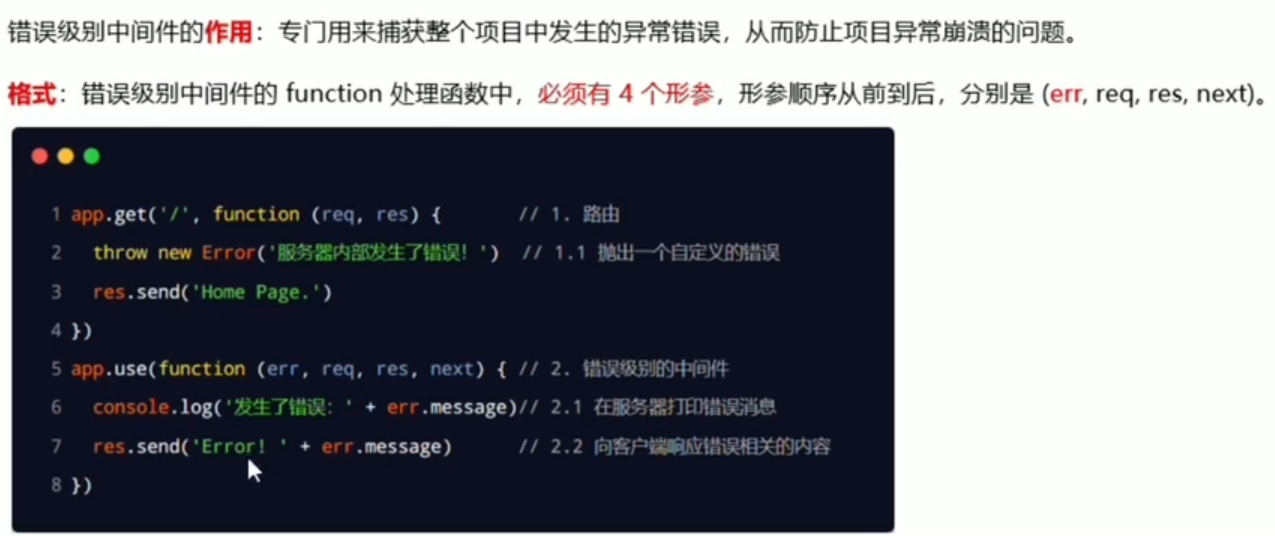 错误级别中间件的作用：专门用来捕获整个项目中发生的异常错误，从而防止项目异常崩溃的问题。
格式：错误级别中间件的 function 处理函数中，必须有 4 个形参，形参顺序从前到后，分别是 (err, req, res, next)。
1 app.get('/', function (req, res) { // 1. 路由
2 throw new Error('服务器内部发生了错误！') // 1.1 抛出一个自定义的错误
3 res.send('Home Page.')
4 })
5 app.use(function (err, req, res, next) { // 2. 错误级别的中间件
6 console.log('发生了错误：' + err.message)// 2.1 在服务器打印错误消息
7 res.send('Error! ' + err.message) // 2.2 向客户端响应错误相关的内容
8 })